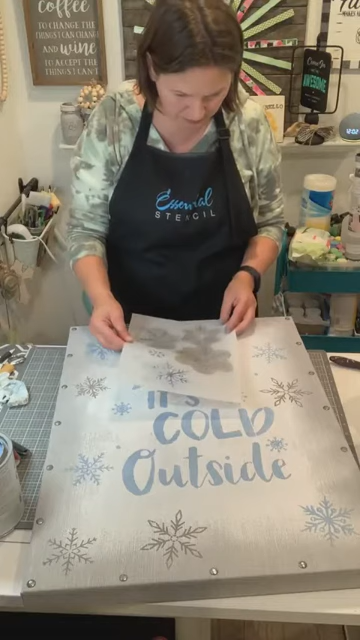 coffee
TO CHANGE THE
THINGS I CAN CHANGE
AND wine
TO ACCEPT THE
THINGS I CAN'T
AWESOME
HELLO
Essential
STENCIL
IT'S
COLD
Outside